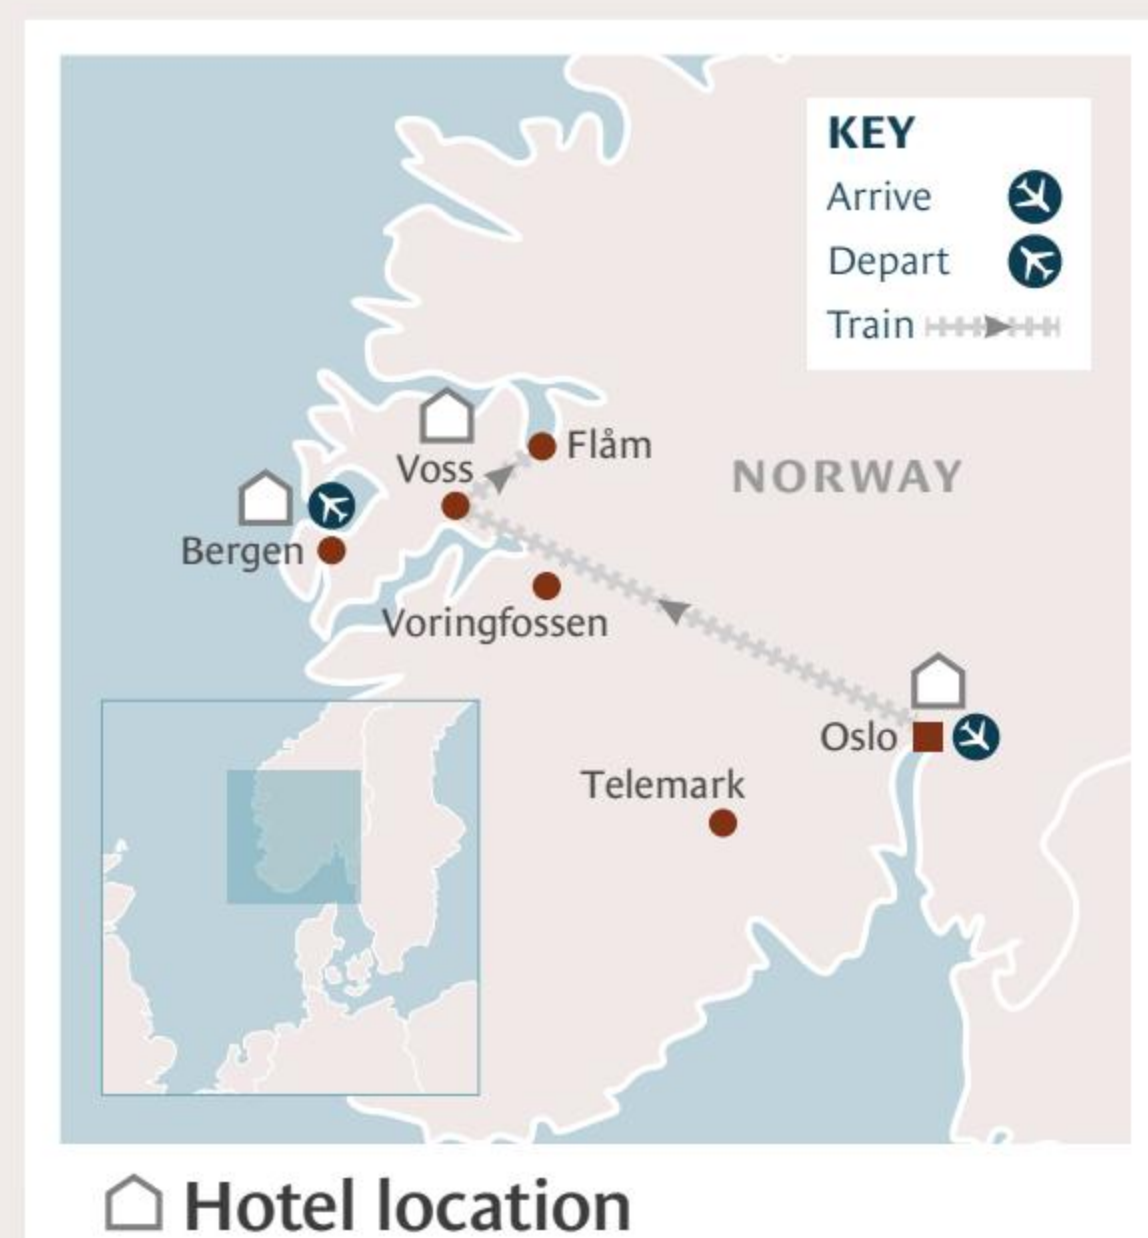 KEY
Arrive
Depart
Train
Flåm
Voss
NORWAY
Bergen
Voringfossen
Oslo
Telemark
Hotel location